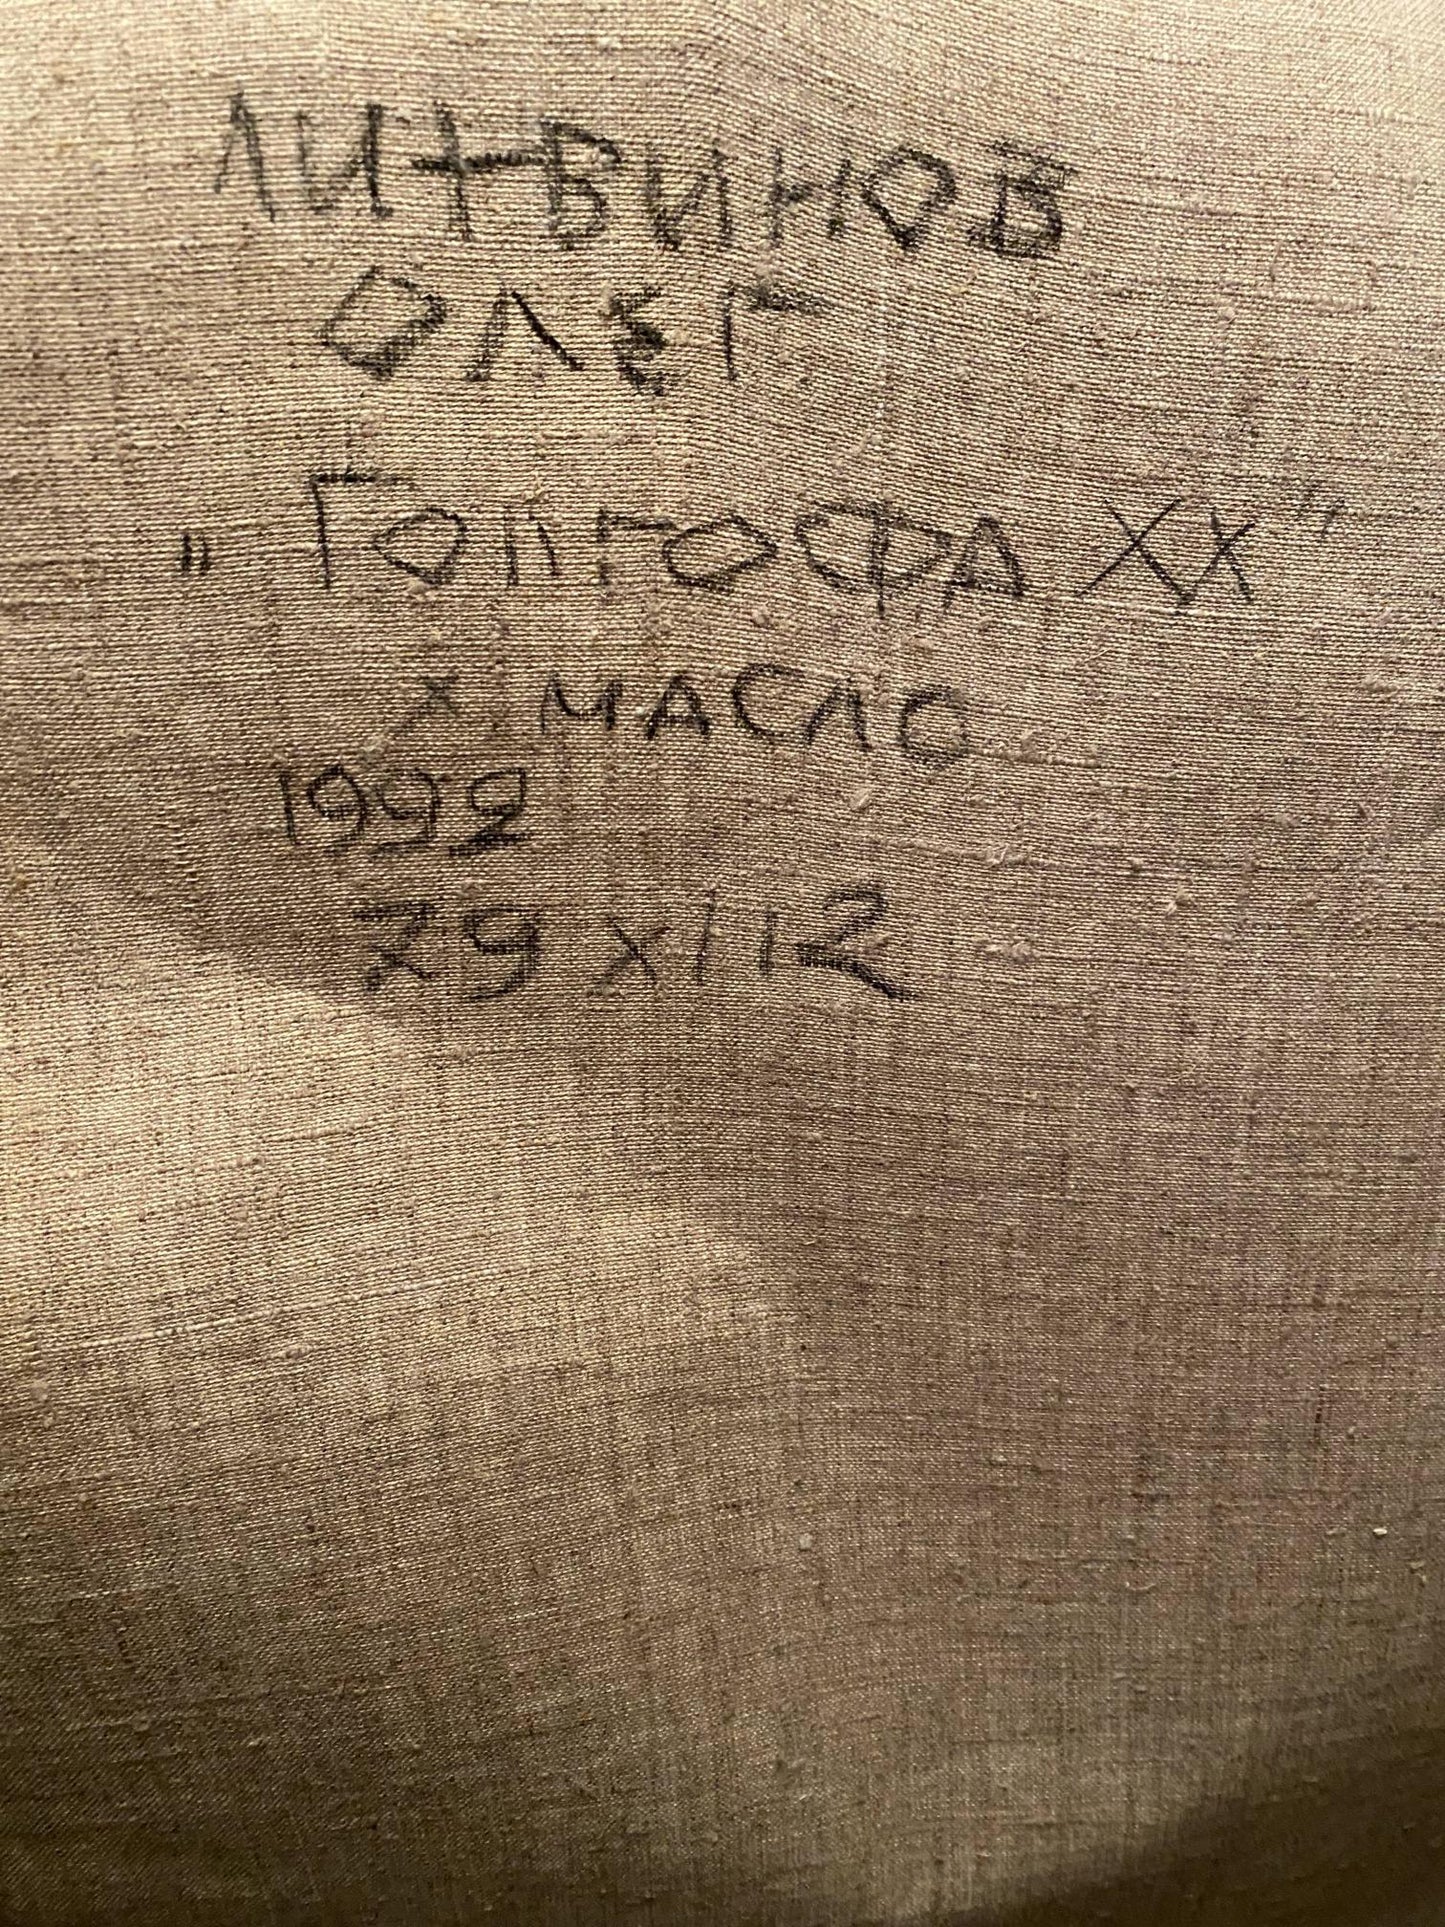 ЛИТВИНОВ
ОЛЕГ
"ГОЛГОФА XX"
х. МАСЛО
1992
79 x 112